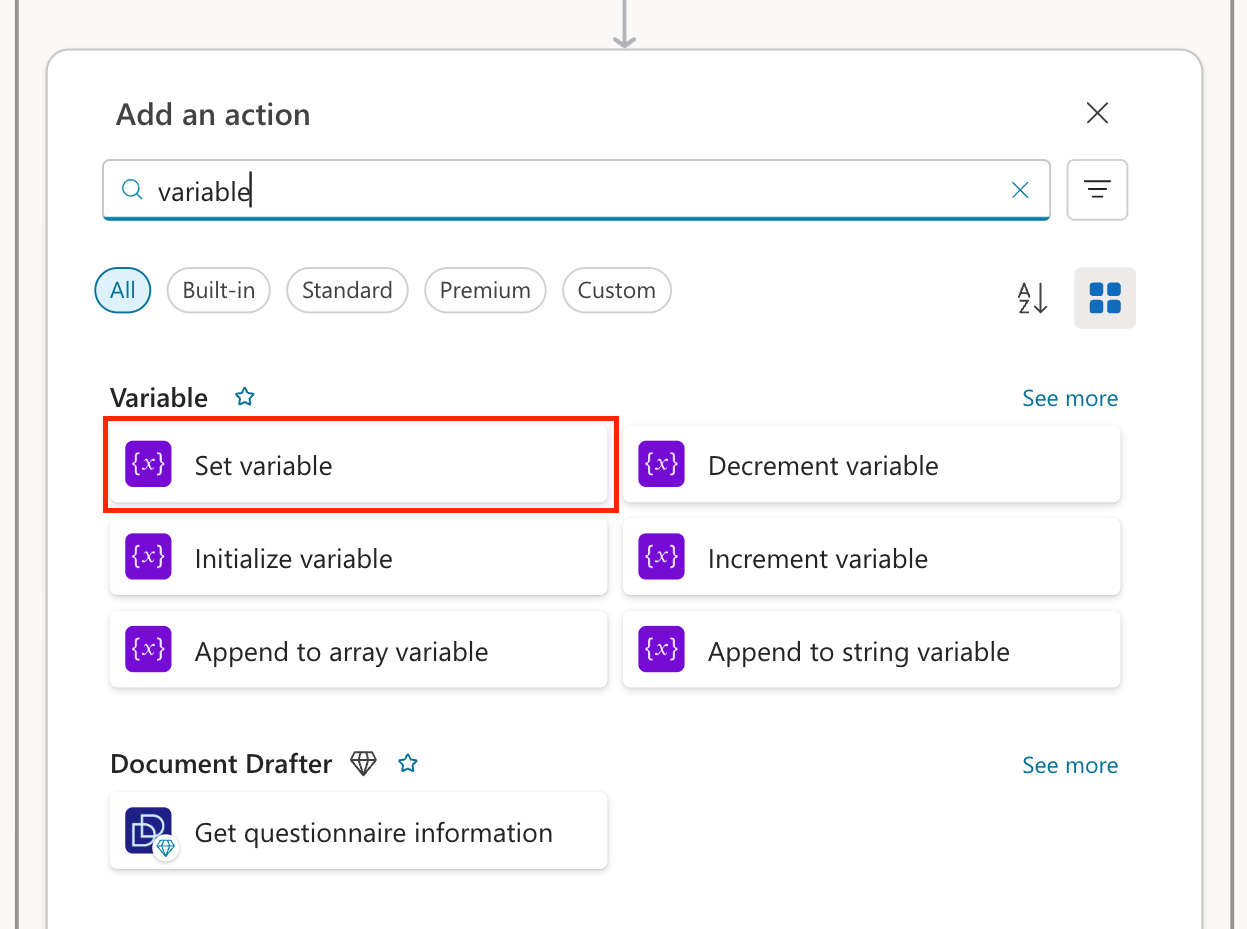 Add an action
variable
All Built-in Standard Premium Custom
A
Z
Variable See more
{x} Set variable {x} Decrement variable
{x} Initialize variable {x} Increment variable
{x} Append to array variable {x} Append to string variable
Document Drafter See more
Get questionnaire information